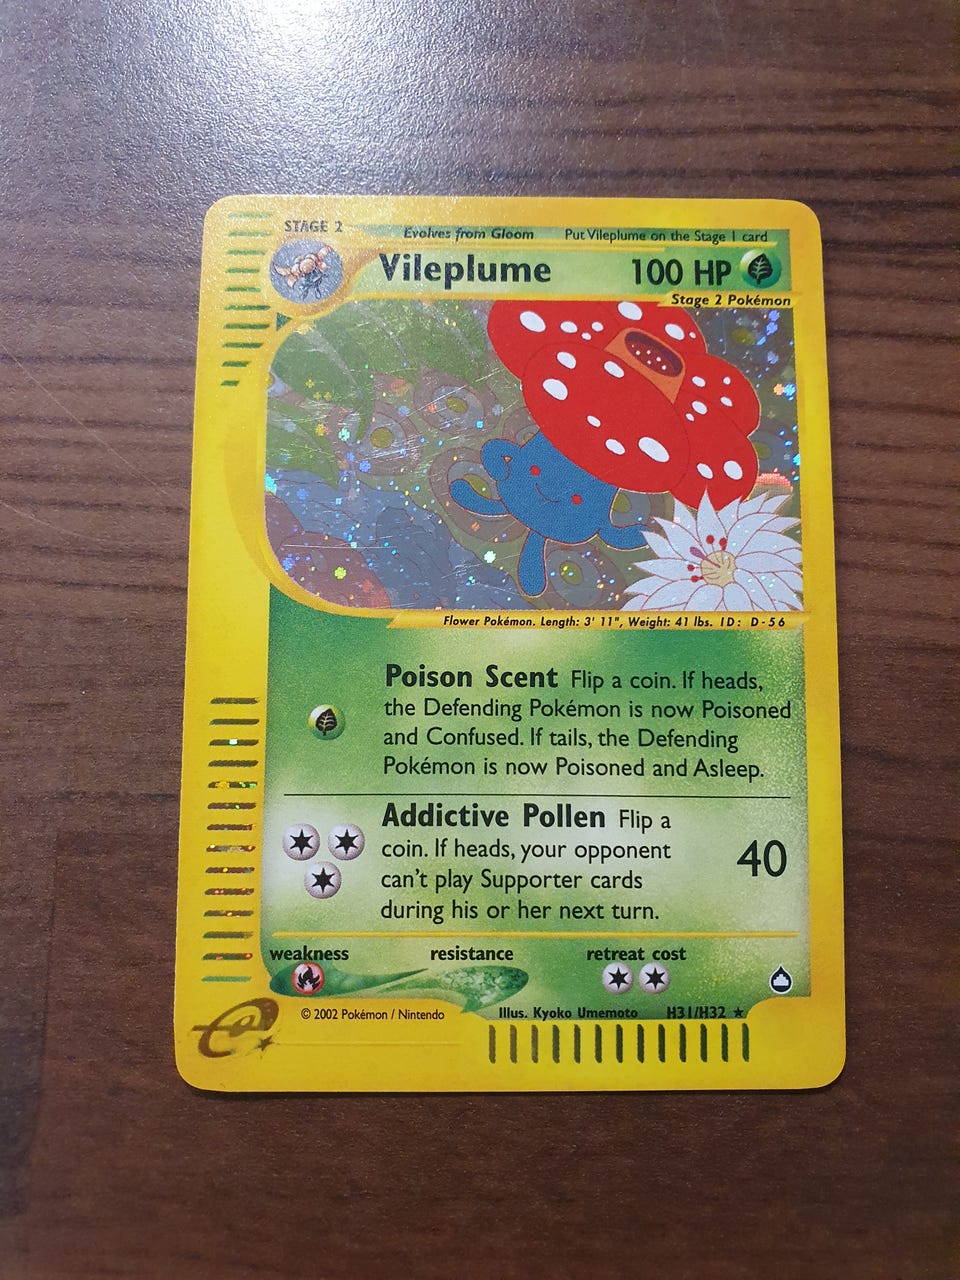 STAGE 2
Evolves from Gloom
Put Vileplume on the Stage 1 card
Vileplume
100 HP
Stage 2 Pokémon
Flower Pokémon. Length: 3' 11", Weight: 41 lbs. ID: D-56
Poison Scent Flip a coin. If heads,
the Defending Pokémon is now Poisoned
and Confused. If tails, the Defending
Pokémon is now Poisoned and Asleep.
Addictive Pollen Flip a
coin. If heads, your opponent
can't play Supporter cards
during his or her next turn.
40
weakness
resistance
retreat cost
© 2002 Pokémon / Nintendo
Illus. Kyoko Umemoto
H31/H32 ★
e